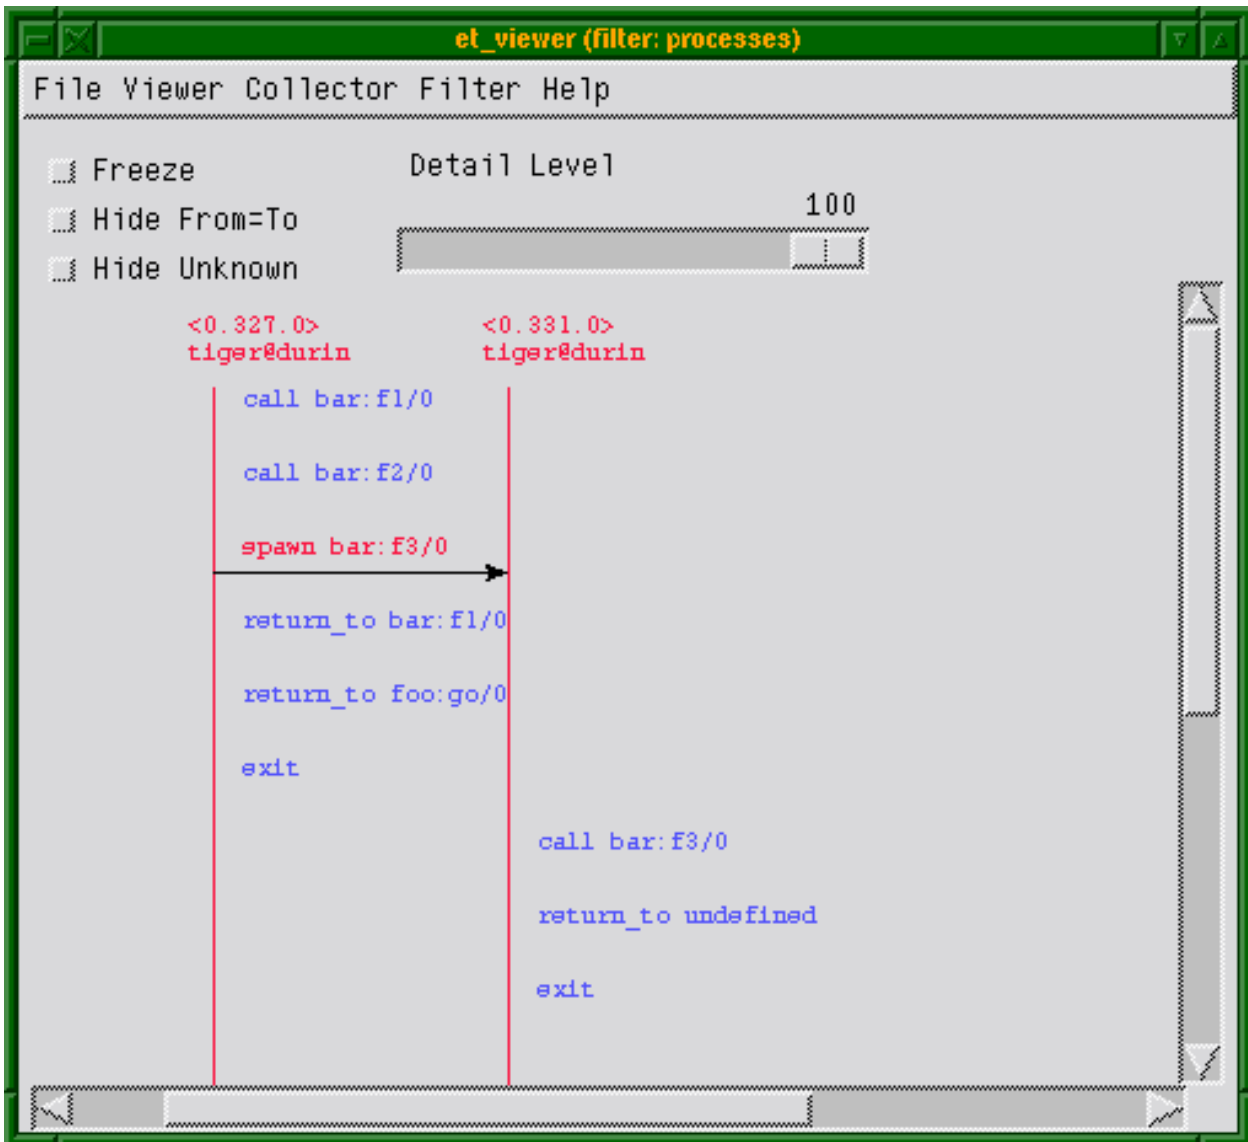 et_viewer (filter: processes)
File Viewer Collector Filter Help
Freeze
Detail Level
Hide From=To
100
Hide Unknown
<0.327.0> <0.331.0>
tiger@durin tiger@durin
call bar:f1/0
call bar:f2/0
spawn bar:f3/0
return_to bar:f1/0
return_to foo:go/0
exit
call bar:f3/0
return_to undefined
exit